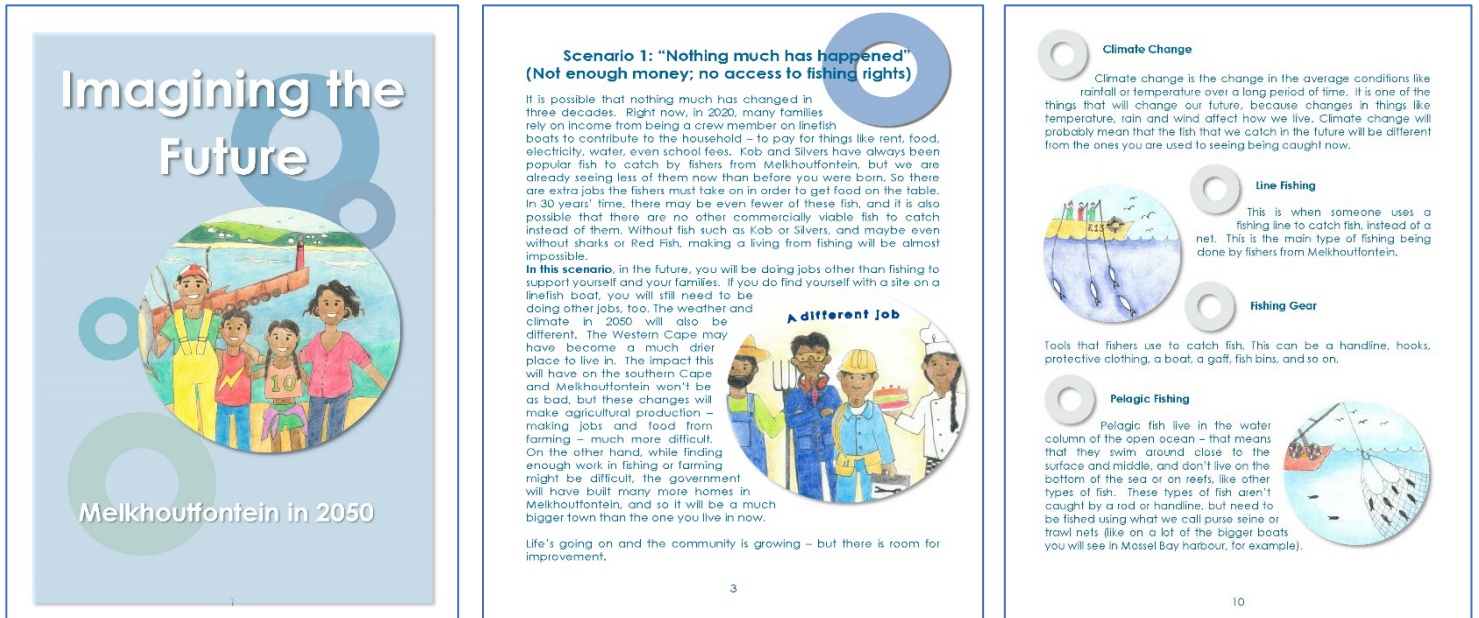 Imagining the
Future
10
Melkhoutfontein in 2050
1
Scenario 1: “Nothing much has happened”
(Not enough money; no access to fishing rights)
It is possible that nothing much has changed in
three decades. Right now, in 2020, many families
rely on income from being a crew member on linefish
boats to contribute to the household – to pay for things like rent, food,
electricity, water, even school fees. Kob and Silvers have always been
popular fish to catch by fishers from Melkhoutfontein, but we are
already seeing less of them now than before you were born. So there
are extra jobs the fishers must take on in order to get food on the table.
In 30 years’ time, there may be even fewer of these fish, and it is also
possible that there are no other commercially viable fish to catch
instead of them. Without fish such as Kob or Silvers, and maybe even
without sharks or Red Fish, making a living from fishing will be almost
impossible.
In this scenario, in the future, you will be doing jobs other than fishing to
support yourself and your families. If you do find yourself with a site on a
linefish boat, you will still need to be
doing other jobs, too. The weather and
climate in 2050 will also be
different. The Western Cape may
have become a much drier
place to live in. The impact this
will have on the southern Cape
and Melkhoutfontein won’t be
as bad, but these changes will
make agricultural production –
making jobs and food from
farming – much more difficult.
On the other hand, while finding
enough work in fishing or farming
might be difficult, the government
will have built many more homes in
Melkhoutfontein, and so it will be a much
bigger town than the one you live in now.
A different job
Life’s going on and the community is growing – but there is room for
improvement.
3
Climate Change
Climate change is the change in the average conditions like
rainfall or temperature over a long period of time. It is one of the
things that will change our future, because changes in things like
temperature, rain and wind affect how we live. Climate change will
probably mean that the fish that we catch in the future will be different
from the ones you are used to seeing being caught now.
Line Fishing
This is when someone uses a
fishing line to catch fish, instead of a
net. This is the main type of fishing being
done by fishers from Melkhoutfontein.
K13
Fishing Gear
Tools that fishers use to catch fish. This can be a handline, hooks,
protective clothing, a boat, a gaff, fish bins, and so on.
Pelagic Fishing
Pelagic fish live in the water
column of the open ocean – that means
that they swim around close to the
surface and middle, and don’t live on the
bottom of the sea or on reefs, like other
types of fish. These types of fish aren’t
caught by a rod or handline, but need to
be fished using what we call purse seine or
trawl nets (like on a lot of the bigger boats
you will see in Mossel Bay harbour, for example).
10